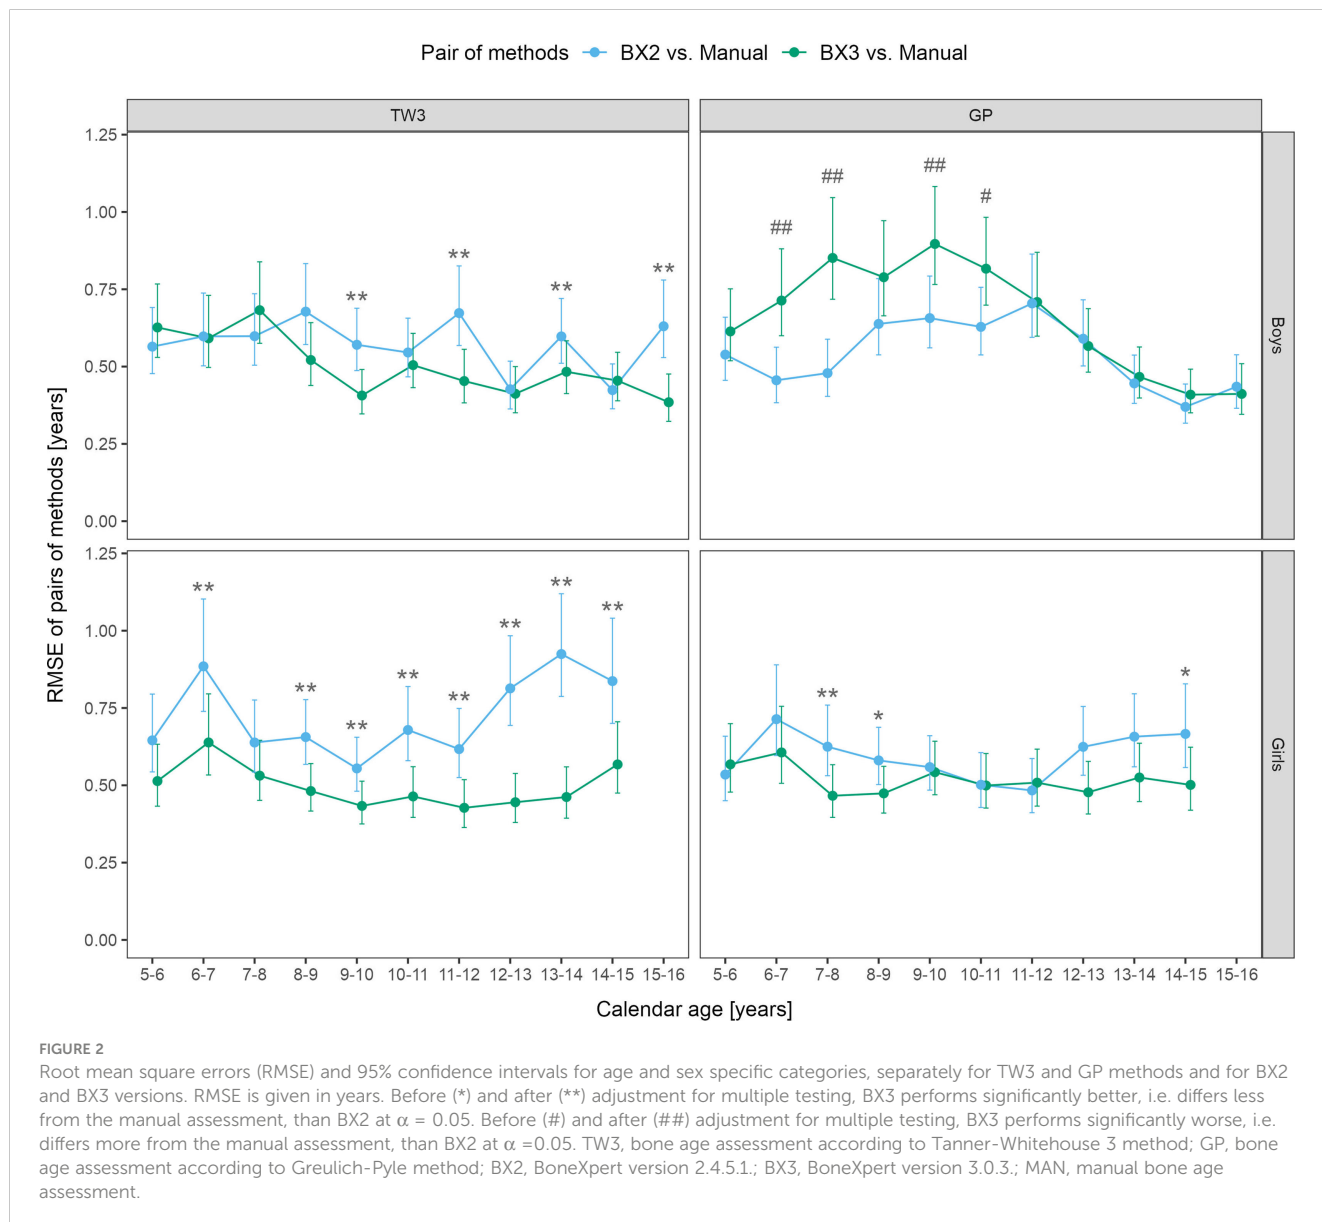 Pair of methods BX2 vs. Manual BX3 vs. Manual
TW3 GP
1.25
1.00
0.75
0.50
0.25
0.00
** ** ** **
## ## ## #
Boys
1.25
1.00
0.75
0.50
0.25
0.00
** ** ** ** ** ** ** **
** * *
Girls
RMSE of pairs of methods [years]
5-6 6-7 7-8 8-9 9-10 10-11 11-12 12-13 13-14 14-15 15-16 5-6 6-7 7-8 8-9 9-10 10-11 11-12 12-13 13-14 14-15 15-16
Calendar age [years]
FIGURE 2
Root mean square errors (RMSE) and 95% confidence intervals for age and sex specific categories, separately for TW3 and GP methods and for BX2
and BX3 versions. RMSE is given in years. Before (*) and after (**) adjustment for multiple testing, BX3 performs significantly better, i.e. differs less
from the manual assessment, than BX2 at α = 0.05. Before (#) and after (##) adjustment for multiple testing, BX3 performs significantly worse, i.e.
differs more from the manual assessment, than BX2 at α =0.05. TW3, bone age assessment according to Tanner-Whitehouse 3 method; GP, bone
age assessment according to Greulich-Pyle method; BX2, BoneXpert version 2.4.5.1.; BX3, BoneXpert version 3.0.3.; MAN, manual bone age
assessment.